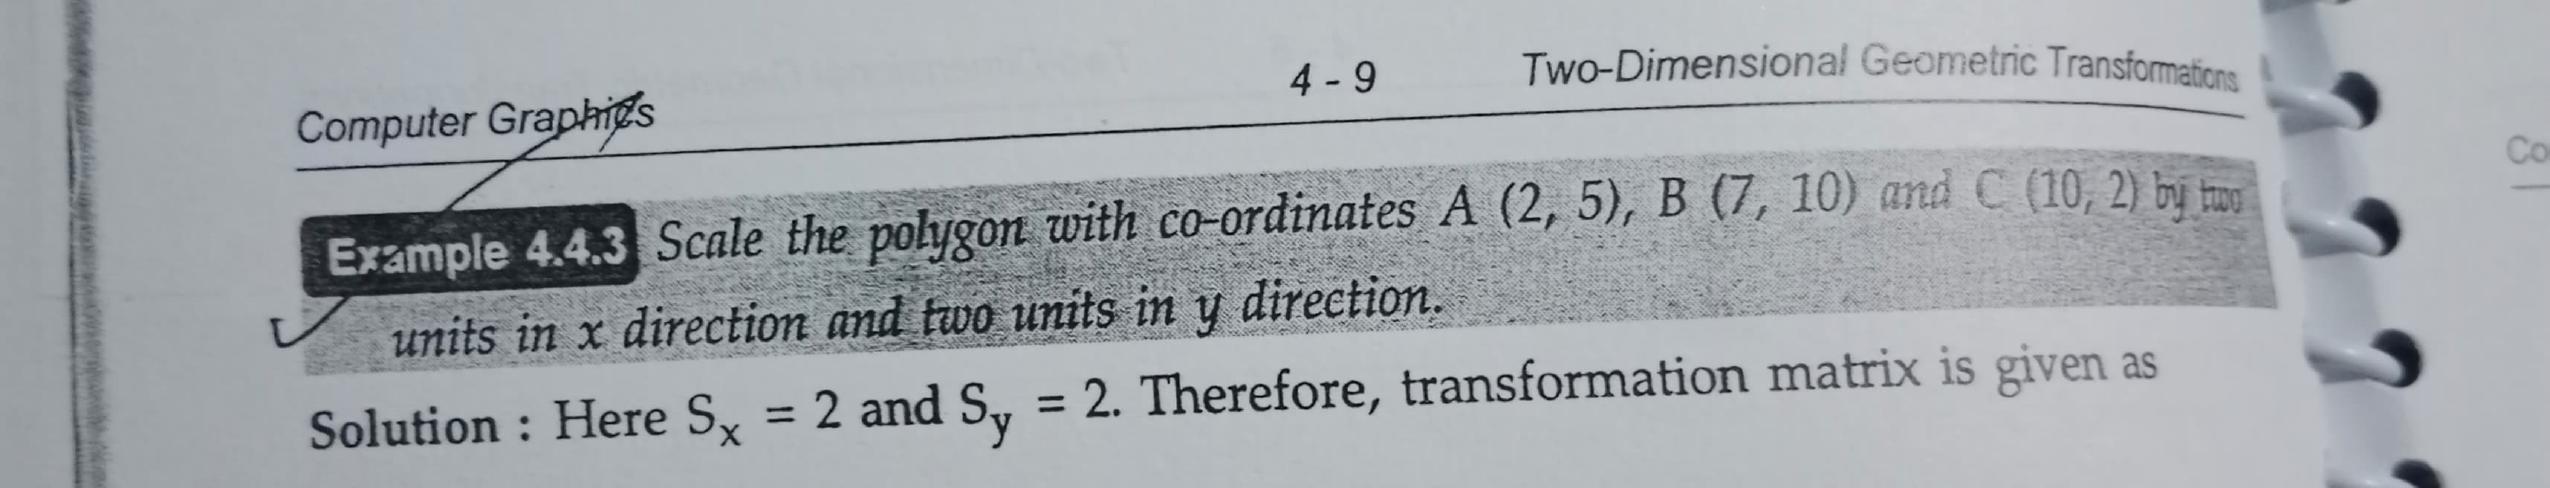 4 - 9
Two-Dimensional Geometric Transformations
Computer Graphics
Example 4.4.3 Scale the polygon with co-ordinates A (2, 5), B (7, 10) and C (10, 2) by two
units in x direction and two units in y direction.
Solution : Here Sx = 2 and Sy = 2. Therefore, transformation matrix is given as
Co